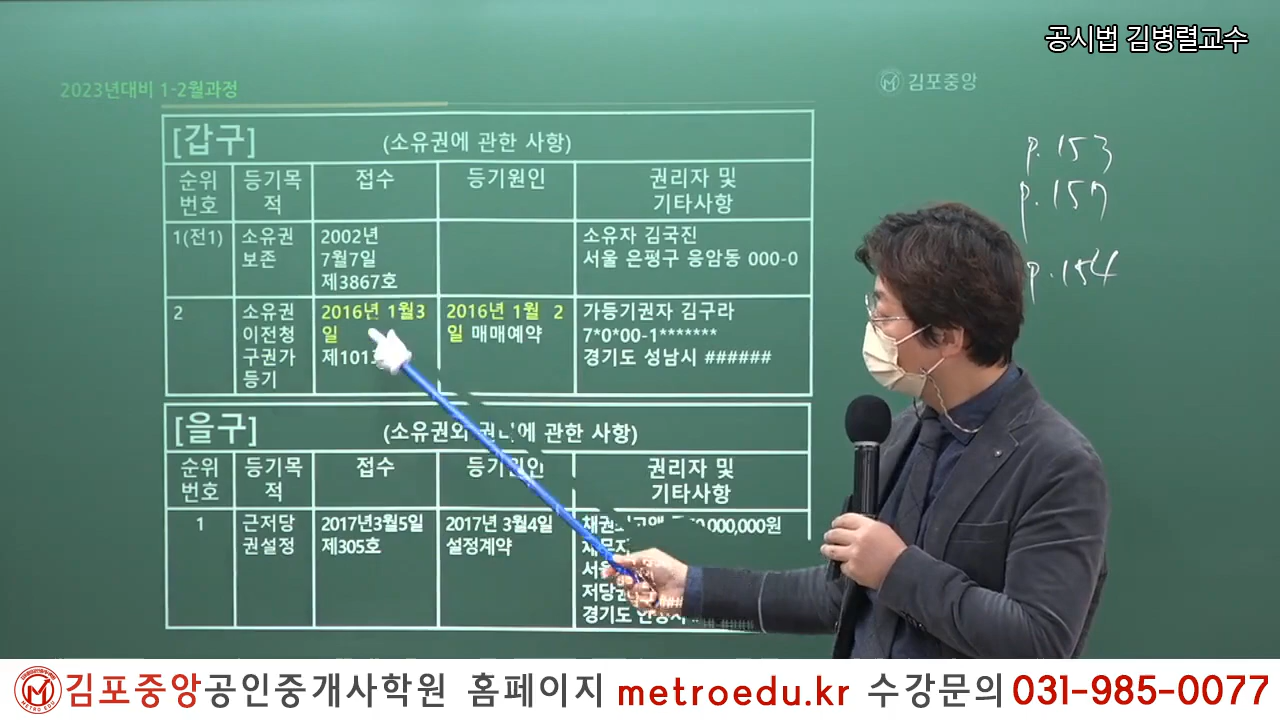 공시법 김병렬교수
2023년대비 1-2월과정
김포중앙
p.153
p.157
p.154
[갑구] (소유권에 관한 사항)
순위 번호 등기목적 접수 등기원인 권리자 및 기타사항
1(전1) 소유권 보존 2002년 7월7일 제3867호 소유자 김국진 서울 은평구 응암동 000-0
2 소유권 이전청구권가등기 2016년 1월3일 2016년 1월 2일 매매예약 가등기권자 김구라 7*0*00-1******* 경기도 성남시 ######
[을구] (소유권외 에 관한 사항)
순위 번호 등기목적 접수 등기원인 권리자 및 기타사항
1 근저당권설정 2017년3월5일 제305호 2017년 3월4일 설정계약 경기도
김포중앙공인중개사학원 홈페이지 metroedu.kr 수강문의 031-985-0077